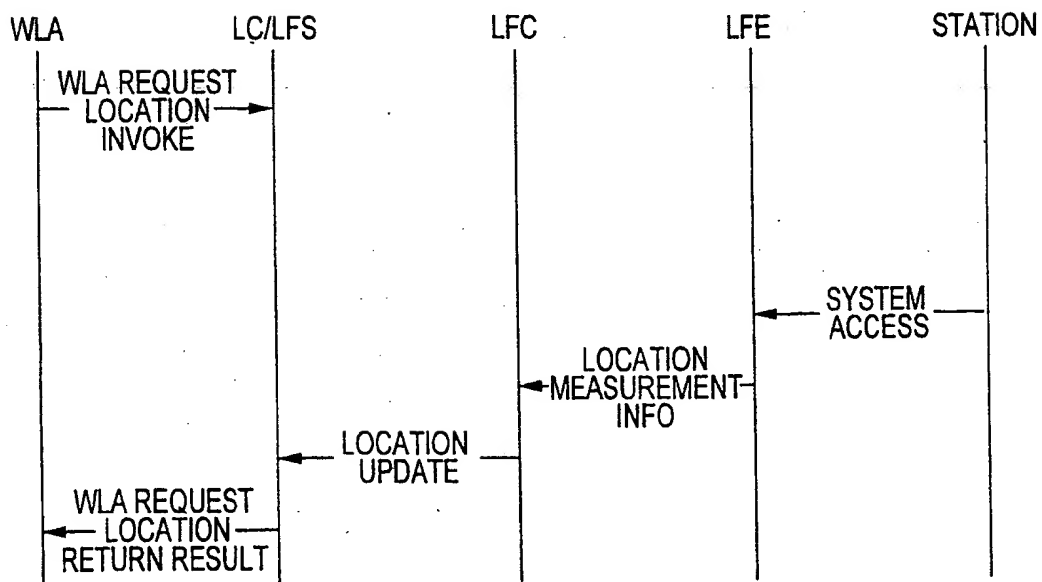 WLA LC/LFS LFC LFE STATION
WLA REQUEST
LOCATION
INVOKE
SYSTEM
ACCESS
LOCATION
MEASUREMENT
INFO
LOCATION
UPDATE
WLA REQUEST
LOCATION
RETURN RESULT